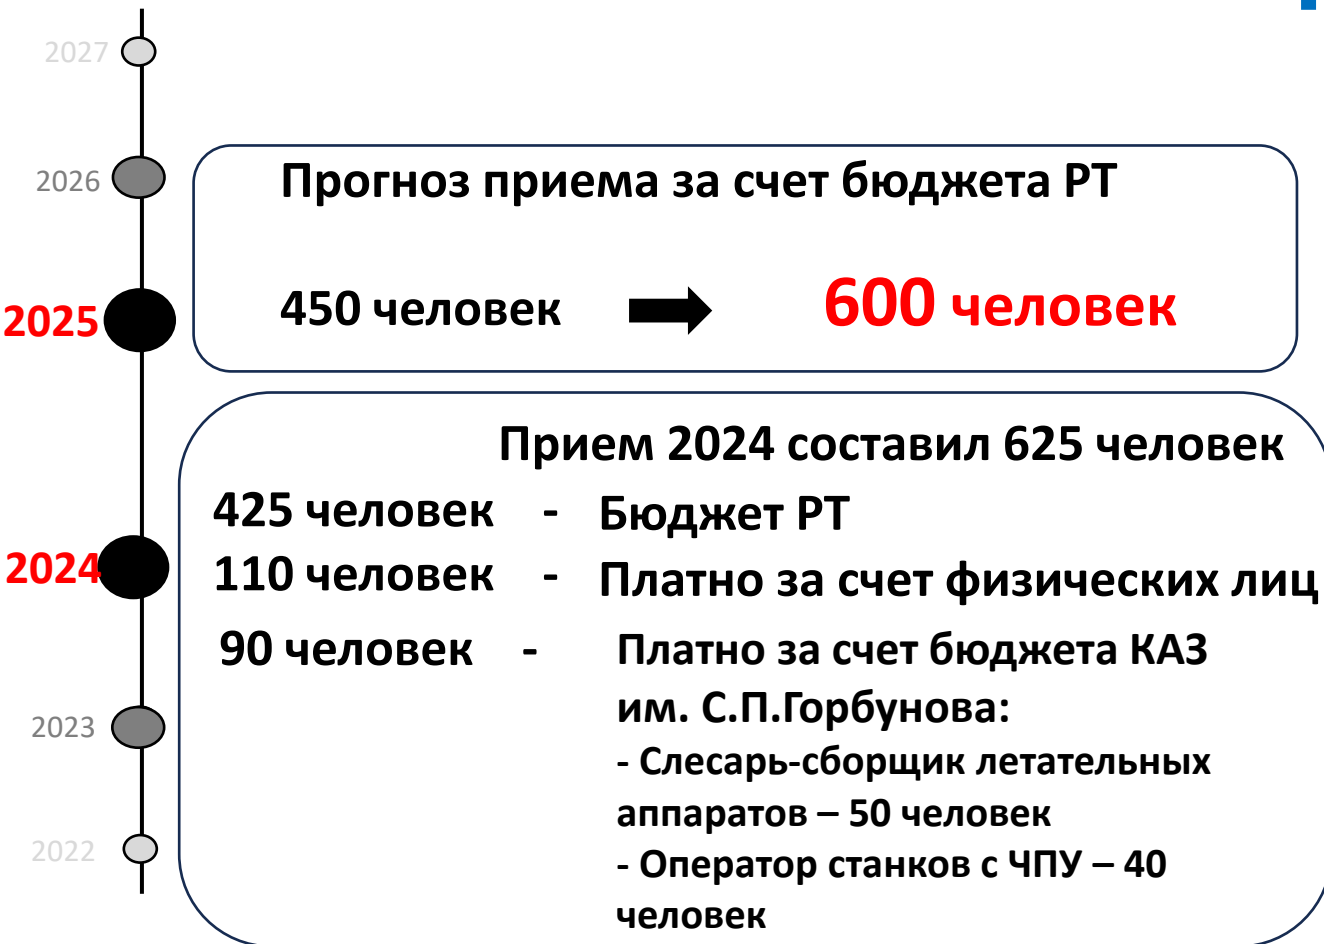 2027
2026
Прогноз приема за счет бюджета РТ
2025
450 человек
600 человек
Прием 2024 составил 625 человек
425 человек - Бюджет РТ
2024
110 человек - Платно за счет физических лиц
90 человек - Платно за счет бюджета КАЗ
им. С.П.Горбунова:
2023
- Слесарь-сборщик летательных
аппаратов – 50 человек
2022
- Оператор станков с ЧПУ – 40
человек